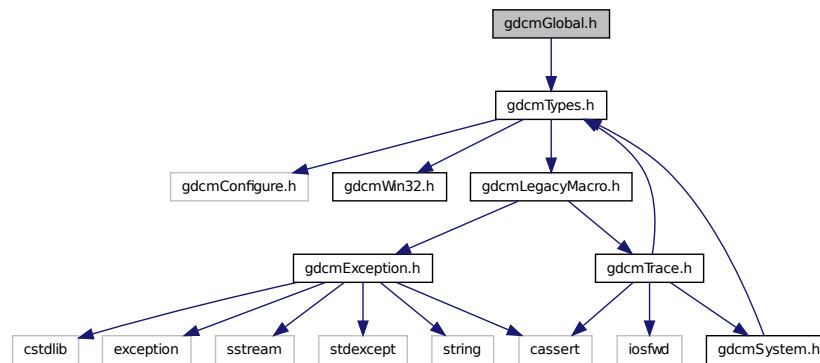 gdcmGlobal.h
gdcmTypes.h
gdcmConfigure.h
gdcmWin32.h
gdcmLegacyMacro.h
gdcmException.h
gdcmTrace.h
cstdlib
exception
sstream
stdexcept
string
cassert
iosfwd
gdcmSystem.h